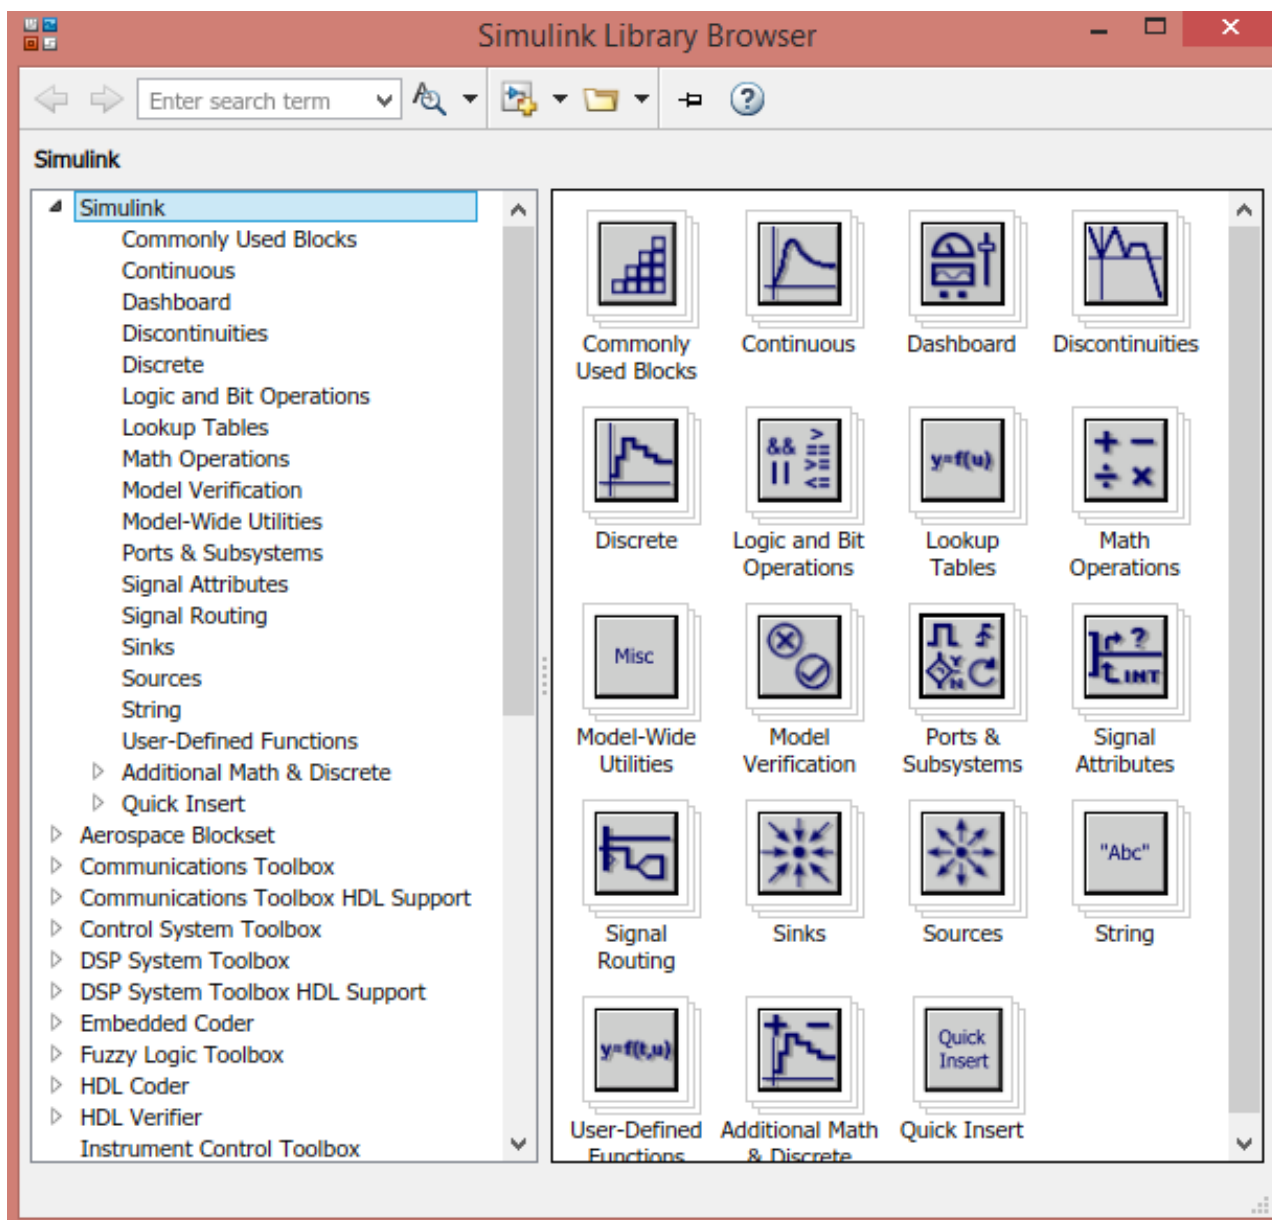 Simulink Library Browser
Enter search term
Simulink
Simulink
Commonly Used Blocks
Continuous
Dashboard
Discontinuities
Discrete
Logic and Bit Operations
Lookup Tables
Math Operations
Model Verification
Model-Wide Utilities
Ports & Subsystems
Signal Attributes
Signal Routing
Sinks
Sources
String
User-Defined Functions
Additional Math & Discrete
Quick Insert
Aerospace Blockset
Communications Toolbox
Communications Toolbox HDL Support
Control System Toolbox
DSP System Toolbox
DSP System Toolbox HDL Support
Embedded Coder
Fuzzy Logic Toolbox
HDL Coder
HDL Verifier
Instrument Control Toolbox
Commonly
Used Blocks
Continuous
Dashboard
Discontinuities
&& >
==
|| >=
<=
y=f(u)
+ −
÷ ×
Discrete
Logic and Bit
Operations
Lookup
Tables
Math
Operations
Misc
Y
N
?
INT
Model-Wide
Utilities
Model
Verification
Ports &
Subsystems
Signal
Attributes
"Abc"
Signal
Routing
Sinks
Sources
String
y=f(t,u)
+ −
Quick
Insert
User-Defined
Functions
Additional Math
& Discrete
Quick Insert